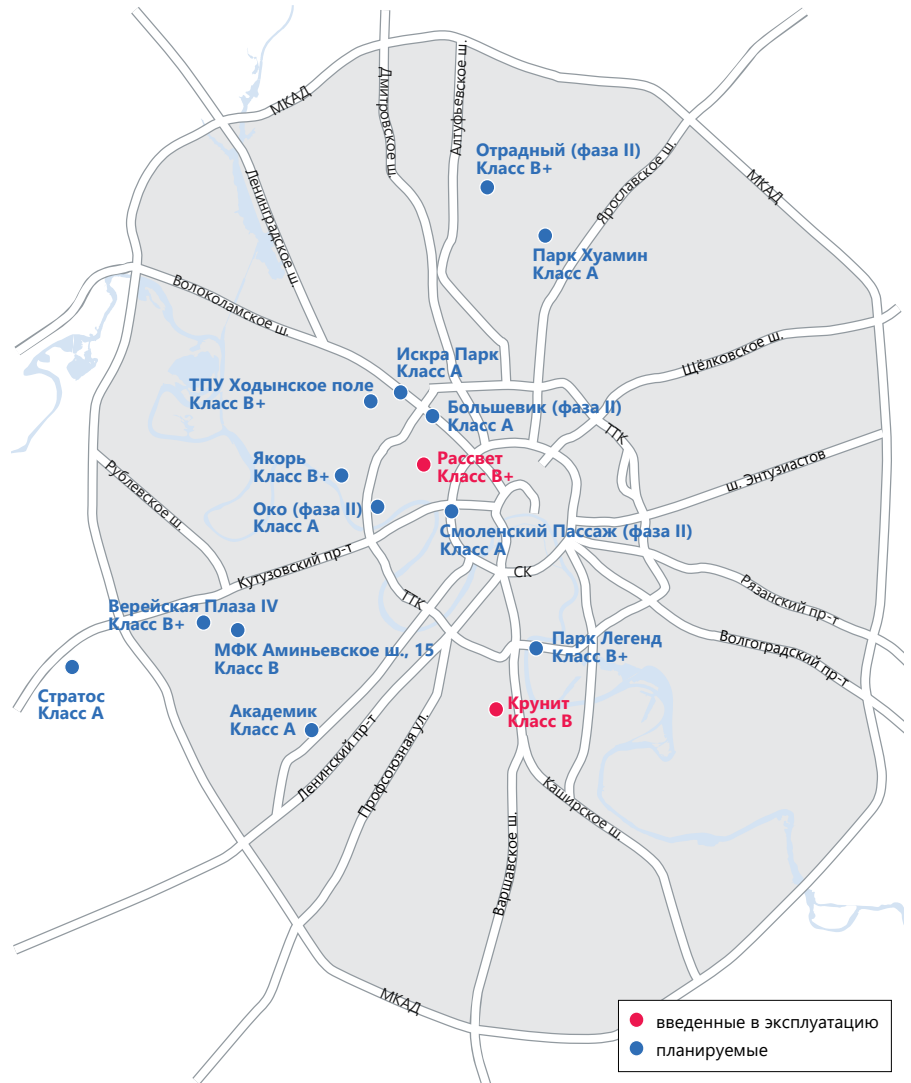 МКАД
Дмитровское ш.
Алтуфьевское ш.
Отрадный (фаза II)
Класс B+
Ярославское ш.
МКАД
Ленинградское ш.
Парк Хуамин
Класс A
Волоколамское ш.
Искра Парк
Класс A
Щёлковское ш.
ТПУ Ходынское поле
Класс B+
Большевик (фаза II)
Класс A
ТТК
Рассвет
Класс B+
Якорь
Класс B+
ш. Энтузиастов
Рублевское ш.
Око (фаза II)
Класс A
Смоленский Пассаж (фаза II)
Класс A
Кутузовский пр-т
СК
Рязанский пр-т
ТТК
Верейская Плаза IV
Класс B+
МФК Аминьевское ш., 15
Класс B
Парк Легенд
Класс B+
Волгоградский пр-т
Стратос
Класс A
Академик
Класс A
Крунит
Класс B
Ленинский пр-т
Профсоюзная ул.
Каширское ш.
Варшавское ш.
МКАД
введенные в эксплуатацию
планируемые